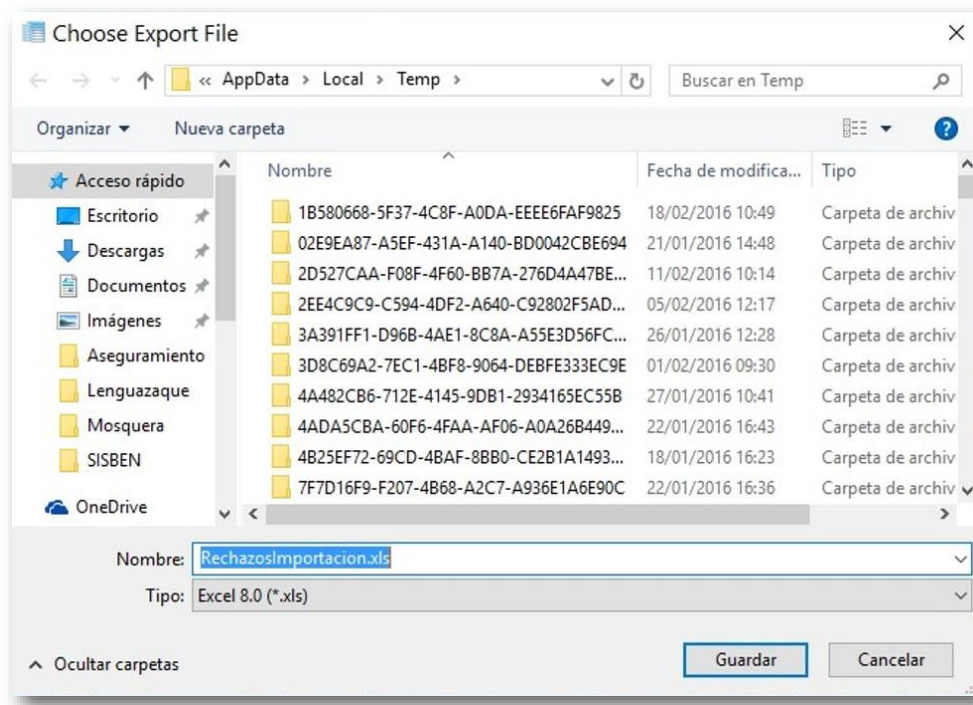 Choose Export File
« AppData > Local > Temp >
Buscar en Temp
Organizar
Nueva carpeta
Acceso rápido
Escritorio
Descargas
Documentos
Imágenes
Aseguramiento
Lenguazaque
Mosquera
SISBEN
OneDrive
Nombre Fecha de modifica... Tipo
1B580668-5F37-4C8F-A0DA-EEEE6FAF9825 18/02/2016 10:49 Carpeta de archiv
02E9EA87-A5EF-431A-A140-BD0042CBE694 21/01/2016 14:48 Carpeta de archiv
2D527CAA-F08F-4F60-BB7A-276D4A47BE... 11/02/2016 10:14 Carpeta de archiv
2EE4C9C9-C594-4DF2-A640-C92802F5AD... 05/02/2016 12:17 Carpeta de archiv
3A391FF1-D96B-4AE1-8C8A-A55E3D56FC... 26/01/2016 12:28 Carpeta de archiv
3D8C69A2-7EC1-4BF8-9064-DEBFE333EC9E 01/02/2016 09:30 Carpeta de archiv
4A482CB6-712E-4145-9DB1-2934165EC55B 27/01/2016 10:41 Carpeta de archiv
4ADA5CBA-60F6-4FAA-AF06-A0A26B449... 22/01/2016 16:43 Carpeta de archiv
4B25EF72-69CD-4BAF-8BB0-CE2B1A1493... 18/01/2016 16:23 Carpeta de archiv
7F7D16F9-F207-4B68-A2C7-A936E1A6E90C 22/01/2016 16:36 Carpeta de archiv
Nombre: RechazosImportacion.xls
Tipo: Excel 8.0 (*.xls)
Ocultar carpetas
Guardar
Cancelar